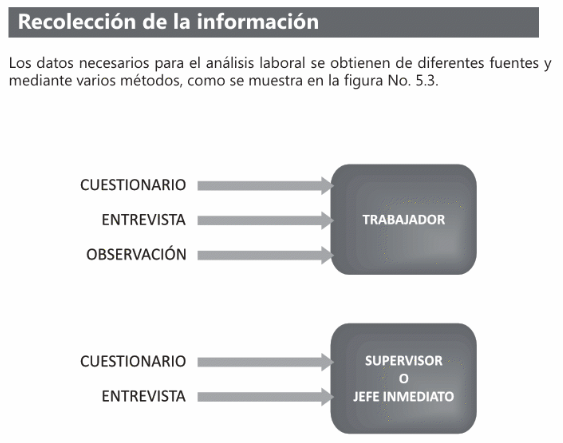 Recolección de la información
Los datos necesarios para el análisis laboral se obtienen de diferentes fuentes y
mediante varios métodos, como se muestra en la figura No. 5.3.
CUESTIONARIO
ENTREVISTA
OBSERVACIÓN
TRABAJADOR
CUESTIONARIO
ENTREVISTA
SUPERVISOR
O
JEFE INMEDIATO